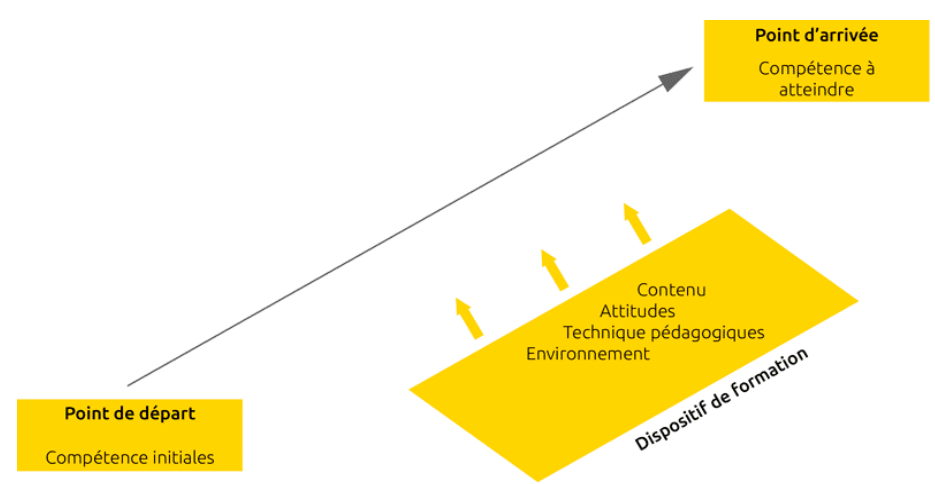 Point d'arrivée
Compétence à
atteindre
Contenu
Attitudes
Technique pédagogiques
Environnement
Dispositif de formation
Point de départ
Compétence initiales